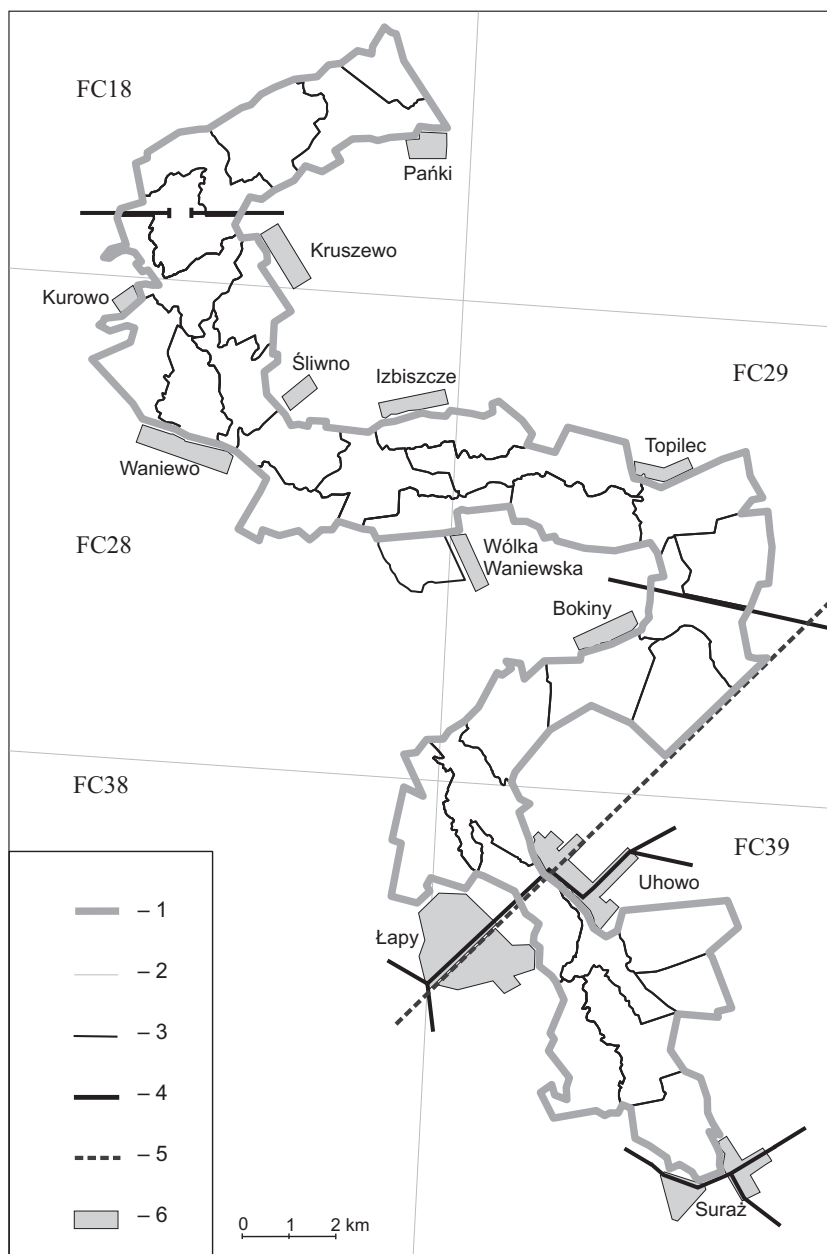 FC18
Pańki
Kruszewo
Kurowo
Śliwno
Izbiszcze
FC29
Topilec
Waniewo
FC28
Wólka
Waniewska
Bokiny
FC38
FC39
Uhowo
Łapy
– 1
– 2
– 3
– 4
– 5
– 6
0 1 2 km
Suraż